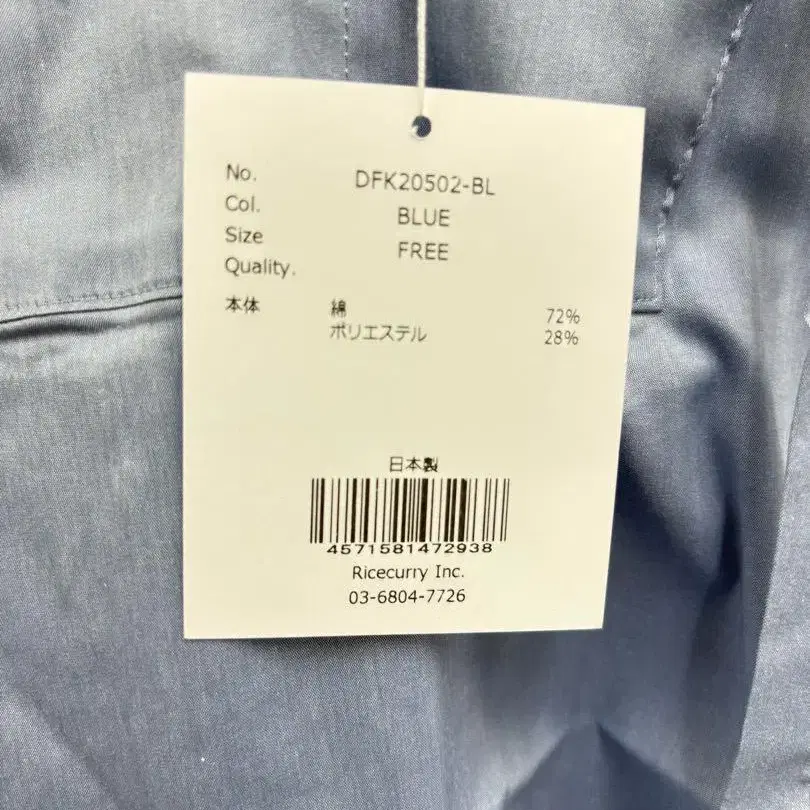 No. DFK20502-BL
Col. BLUE
Size FREE
Quality.
本体 綿 72%
ポリエステル 28%
日本製
4571581472938
Ricecurry Inc.
03-6804-7726